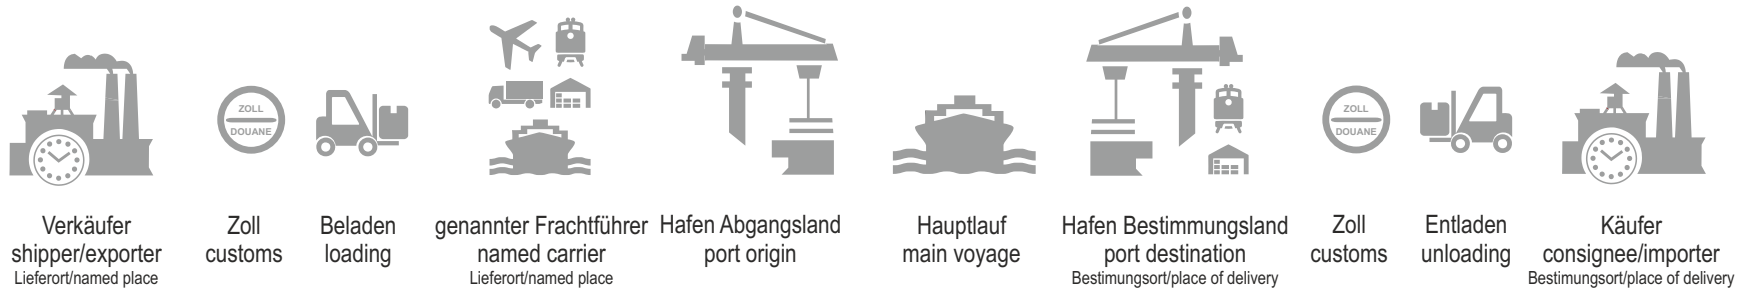 ZOLL
DOUANE
ZOLL
DOUANE
Verkäufer
shipper/exporter
Lieferort/named place
Zoll
customs
Beladen
loading
genannter Frachtführer
named carrier
Lieferort/named place
Hafen Abgangsland
port origin
Hauptlauf
main voyage
Hafen Bestimmungsland
port destination
Bestimungsort/place of delivery
Zoll
customs
Entladen
unloading
Käufer
consignee/importer
Bestimungsort/place of delivery